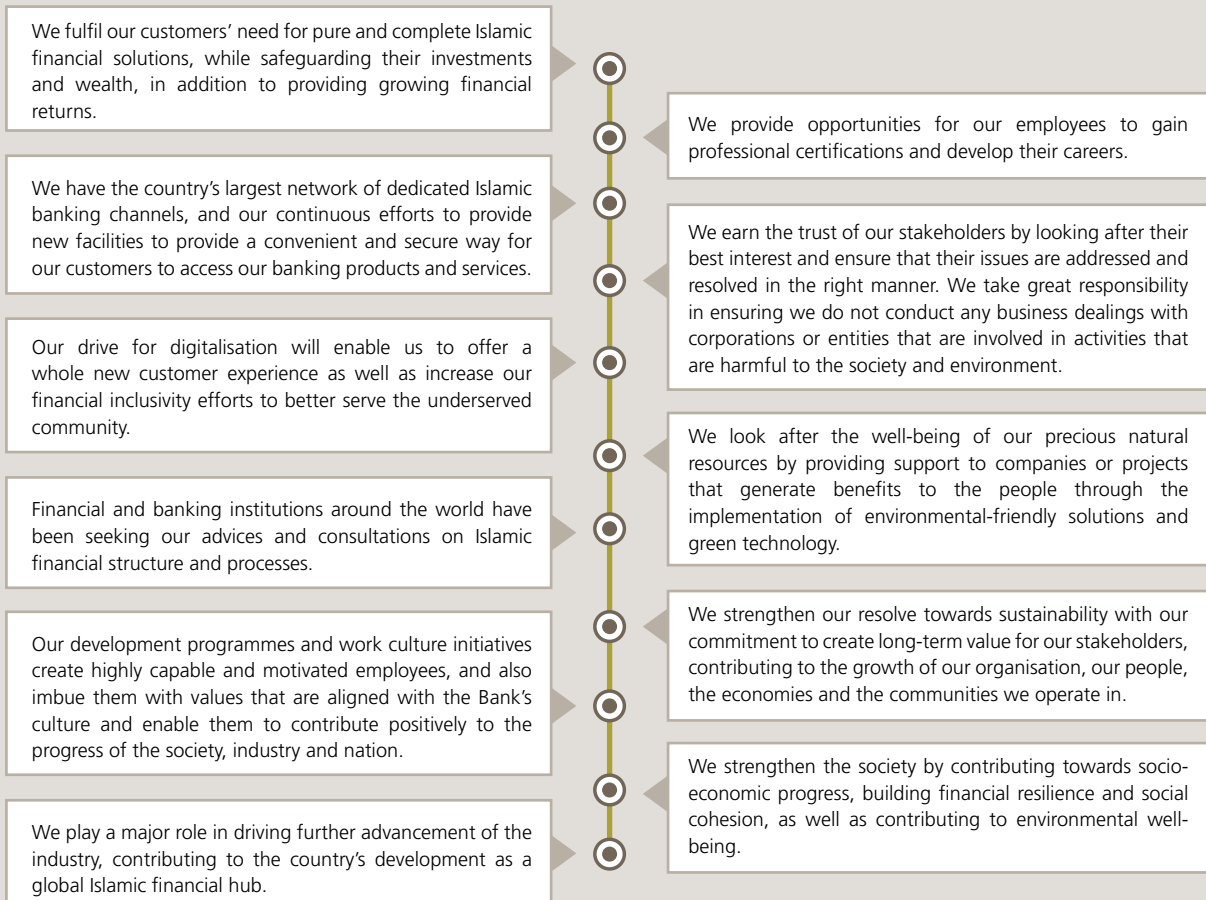 We fulfil our customers’ need for pure and complete Islamic
financial solutions, while safeguarding their investments
and wealth, in addition to providing growing financial
returns.
We provide opportunities for our employees to gain
professional certifications and develop their careers.
We have the country’s largest network of dedicated Islamic
banking channels, and our continuous efforts to provide
new facilities to provide a convenient and secure way for
our customers to access our banking products and services.
We earn the trust of our stakeholders by looking after their
best interest and ensure that their issues are addressed and
resolved in the right manner. We take great responsibility
in ensuring we do not conduct any business dealings with
corporations or entities that are involved in activities that
are harmful to the society and environment.
Our drive for digitalisation will enable us to offer a
whole new customer experience as well as increase our
financial inclusivity efforts to better serve the underserved
community.
We look after the well-being of our precious natural
resources by providing support to companies or projects
that generate benefits to the people through the
implementation of environmental-friendly solutions and
green technology.
Financial and banking institutions around the world have
been seeking our advices and consultations on Islamic
financial structure and processes.
We strengthen our resolve towards sustainability with our
commitment to create long-term value for our stakeholders,
contributing to the growth of our organisation, our people,
the economies and the communities we operate in.
Our development programmes and work culture initiatives
create highly capable and motivated employees, and also
imbue them with values that are aligned with the Bank’s
culture and enable them to contribute positively to the
progress of the society, industry and nation.
We strengthen the society by contributing towards socio-
economic progress, building financial resilience and social
cohesion, as well as contributing to environmental well-
being.
We play a major role in driving further advancement of the
industry, contributing to the country’s development as a
global Islamic financial hub.